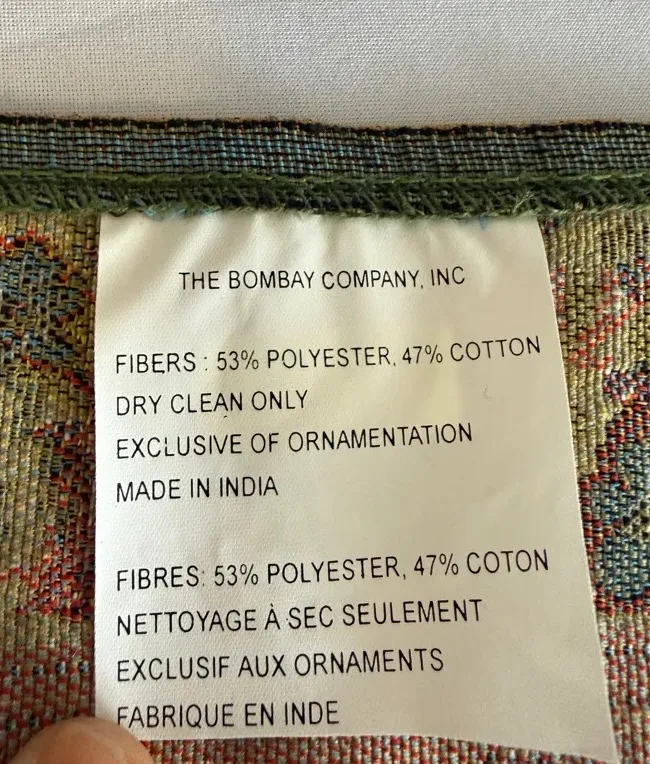 THE BOMBAY COMPANY, INC
FIBERS : 53% POLYESTER, 47% COTTON
DRY CLEAN ONLY
EXCLUSIVE OF ORNAMENTATION
MADE IN INDIA
FIBRES: 53% POLYESTER, 47% COTON
NETTOYAGE À SEC SEULEMENT
EXCLUSIF AUX ORNAMENTS
FABRIQUE EN INDE